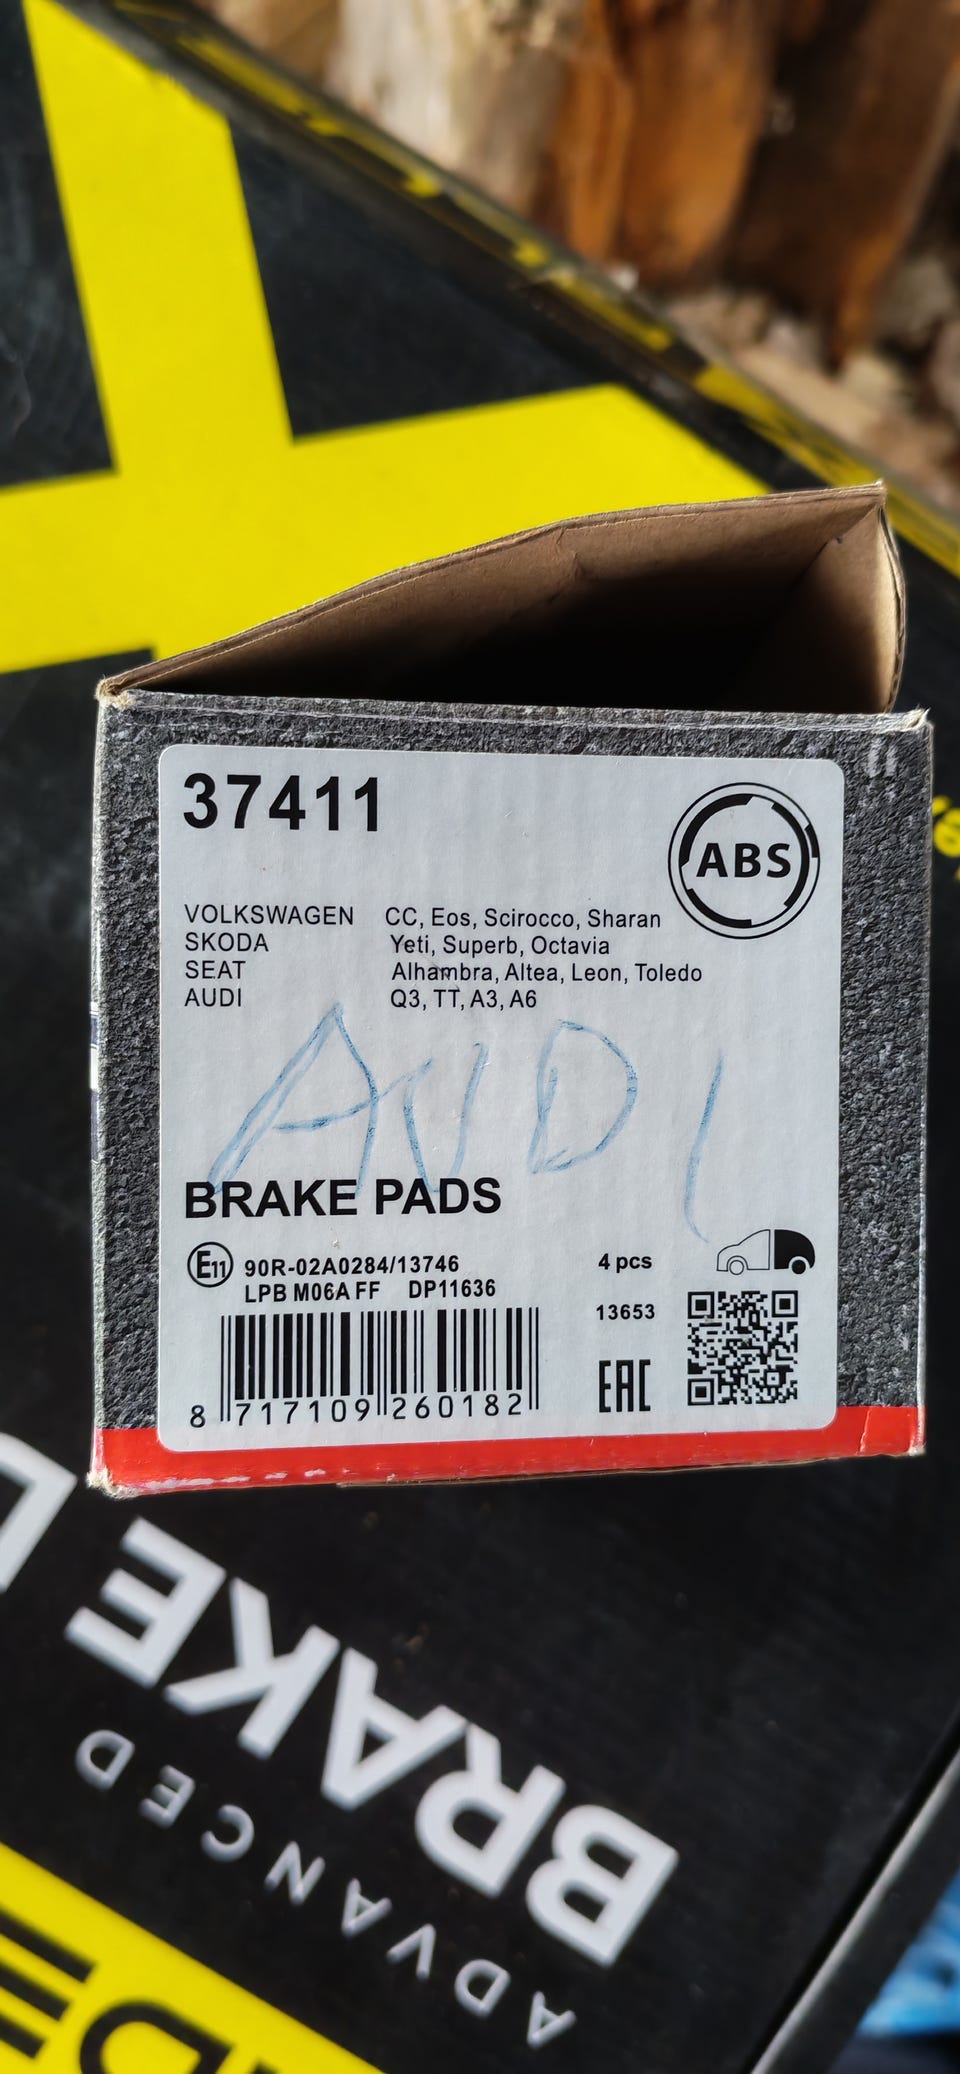 37411
ABS
VOLKSWAGEN CC, Eos, Scirocco, Sharan
SKODA Yeti, Superb, Octavia
SEAT Alhambra, Altea, Leon, Toledo
AUDI Q3, TT, A3, A6
AUDI
BRAKE PADS
E11 90R-02A0284/13746
LPB M06A FF DP11636
4 pcs
13653
EAC
8 717109 260182
BRAKE
ADVANCED